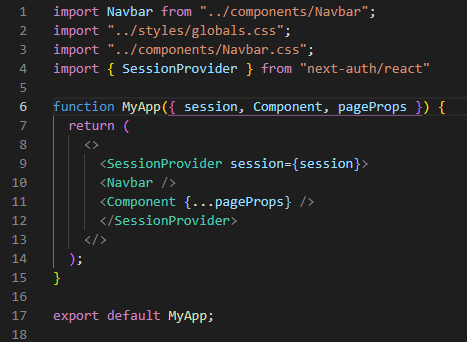 1 import Navbar from "../components/Navbar";
2 import "../styles/globals.css";
3 import "../components/Navbar.css";
4 import { SessionProvider } from "next-auth/react"
5
6 function MyApp({ session, Component, pageProps }) {
7   return (
8     <>
9       <SessionProvider session={session}>
10       <Navbar />
11       <Component {...pageProps} />
12       </SessionProvider>
13     </>
14   );
15 }
16
17 export default MyApp;
18